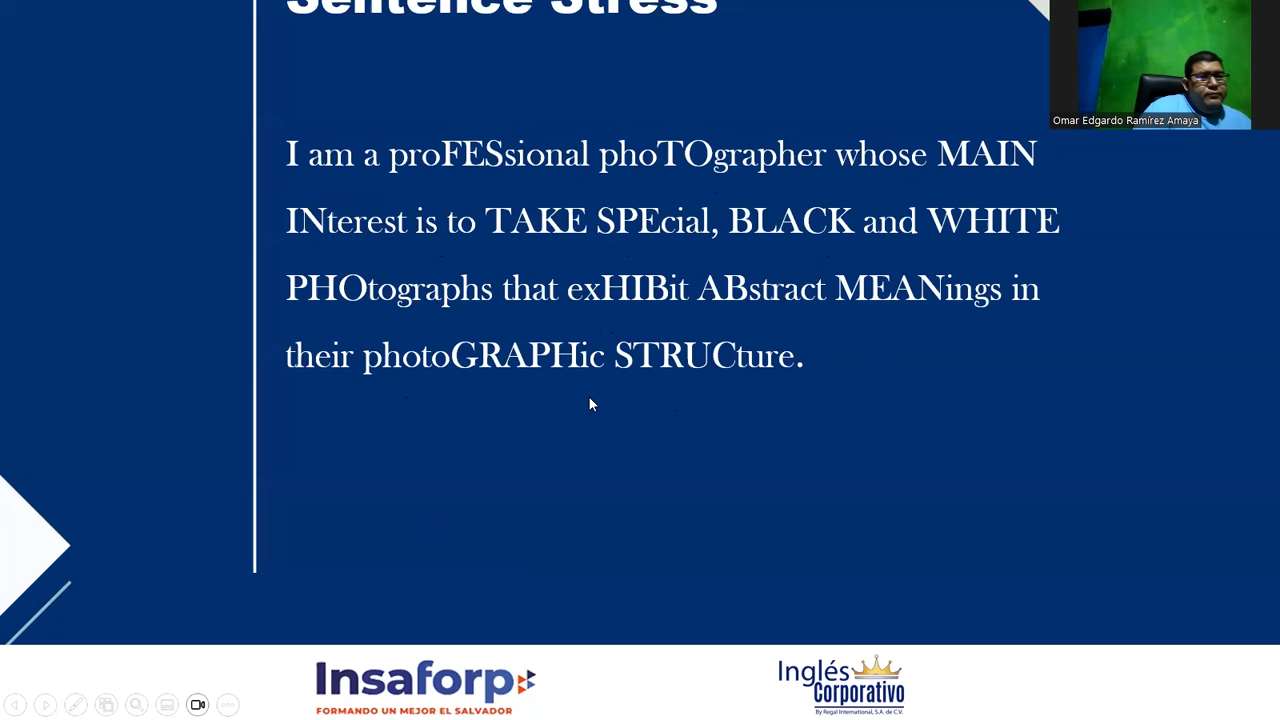 Sentence Stress
Omar Edgardo Ramírez Amaya
I am a proFESsional phoTOgrapher whose MAIN
INterest is to TAKE SPEcial, BLACK and WHITE
PHOtographs that exHIBit ABstract MEANings in
their photoGRAPHic STRUCture.
Insaforp
FORMANDO UN MEJOR EL SALVADOR
Inglés
Corporativo
By Regal International, S.A. de C.V.